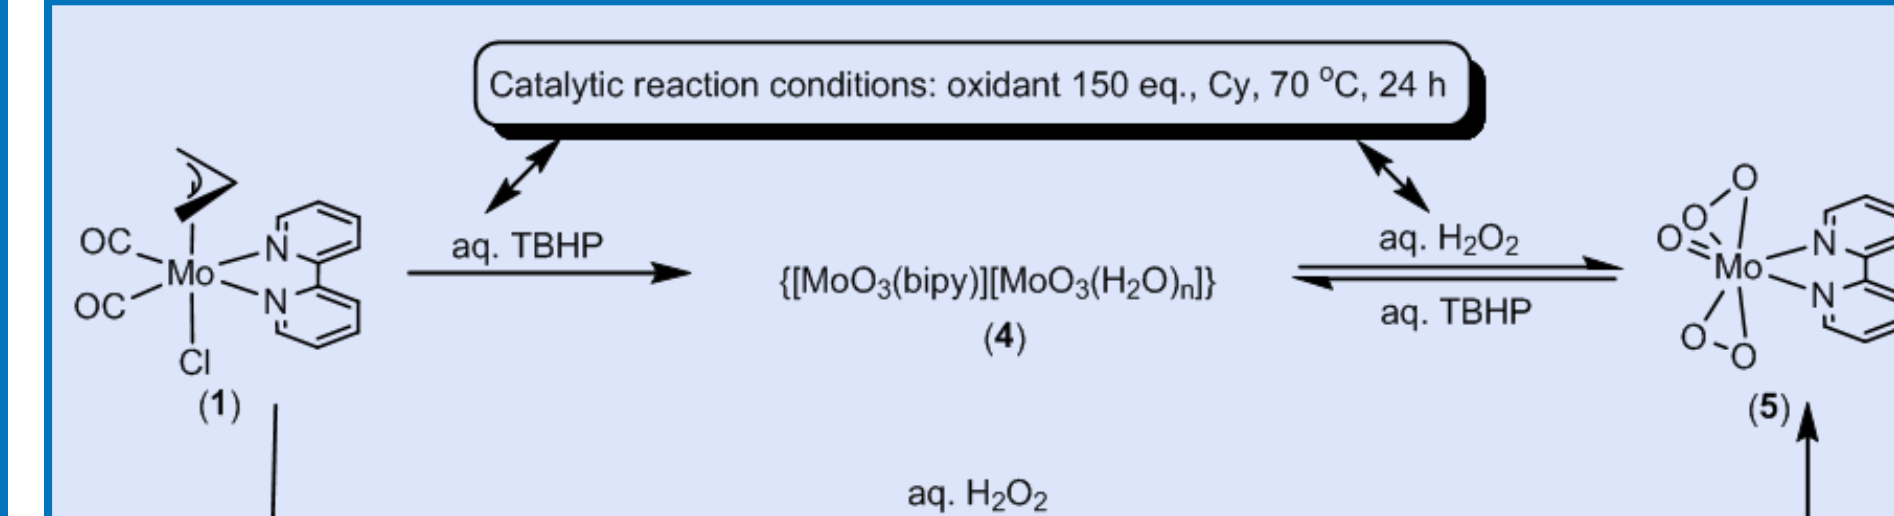 Catalytic reaction conditions: oxidant 150 eq., Cy, 70 °C, 24 h
OC
OC
Mo
N
N
Cl
(1)
aq. TBHP
{[MoO₃(bipy)][MoO₃(H₂O)ₙ]}
(4)
aq. H₂O₂
aq. TBHP
O
O
O
Mo
N
N
O
O
(5)
aq. H₂O₂